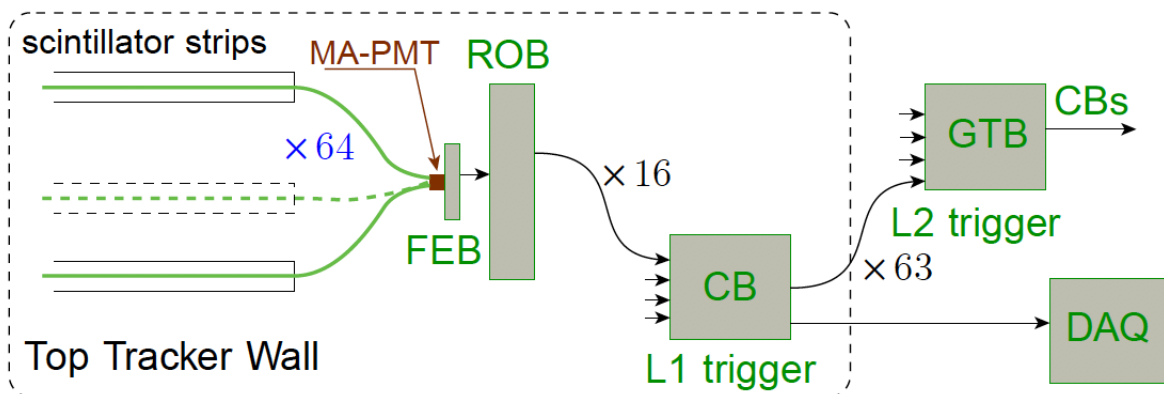 scintillator strips
MA-PMT
ROB
×64
FEB
×16
CB
L1 trigger
×63
GTB
CBs
L2 trigger
DAQ
Top Tracker Wall